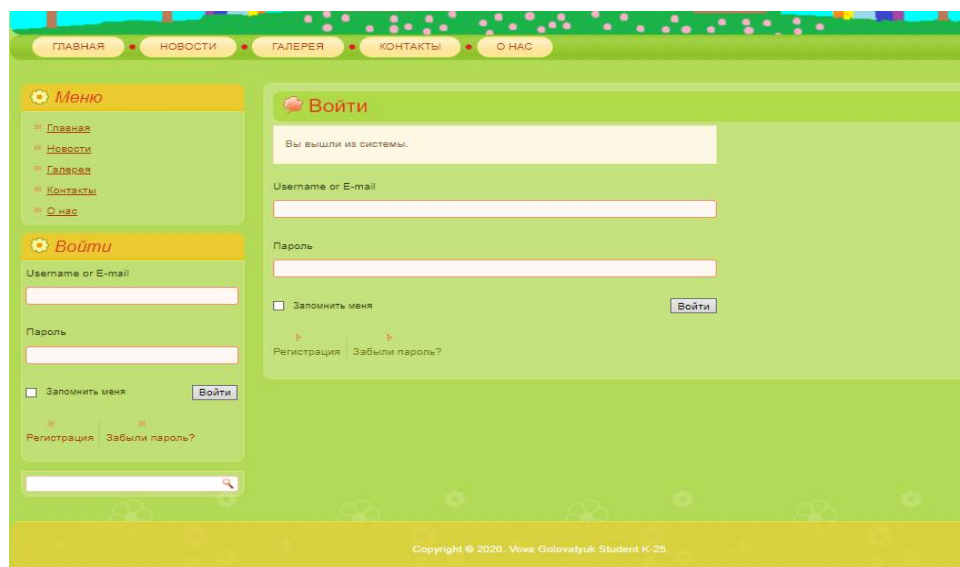 ГЛАВНАЯ НОВОСТИ ГАЛЕРЕЯ КОНТАКТЫ О НАС
Меню
Главная
Новости
Галерея
Контакты
О нас
Войти
Username or E-mail
Пароль
Запомнить меня Войти
Регистрация Забыли пароль?
Войти
Вы вышли из системы.
Username or E-mail
Пароль
Запомнить меня Войти
Регистрация Забыли пароль?
Copyright © 2020. Vova Golovatyuk Student K-25.